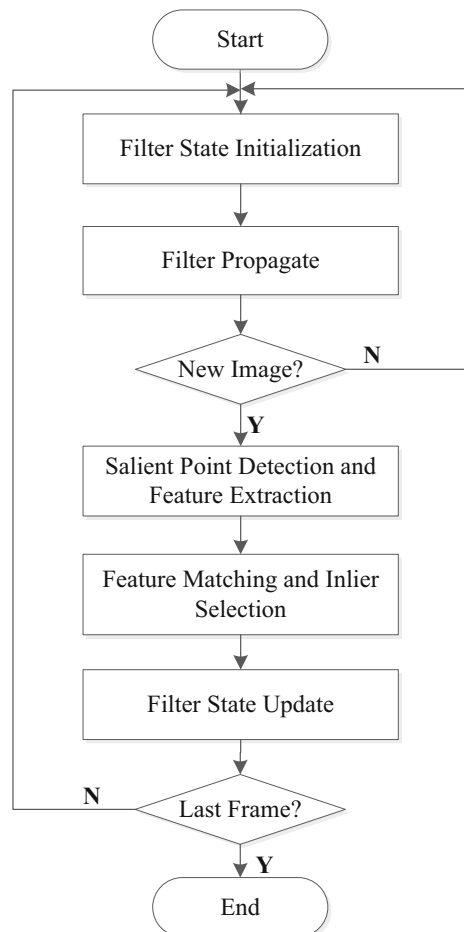 Start
Filter State Initialization
Filter Propagate
New Image?
N
Y
Salient Point Detection and
Feature Extraction
Feature Matching and Inlier
Selection
Filter State Update
N
Last Frame?
Y
End